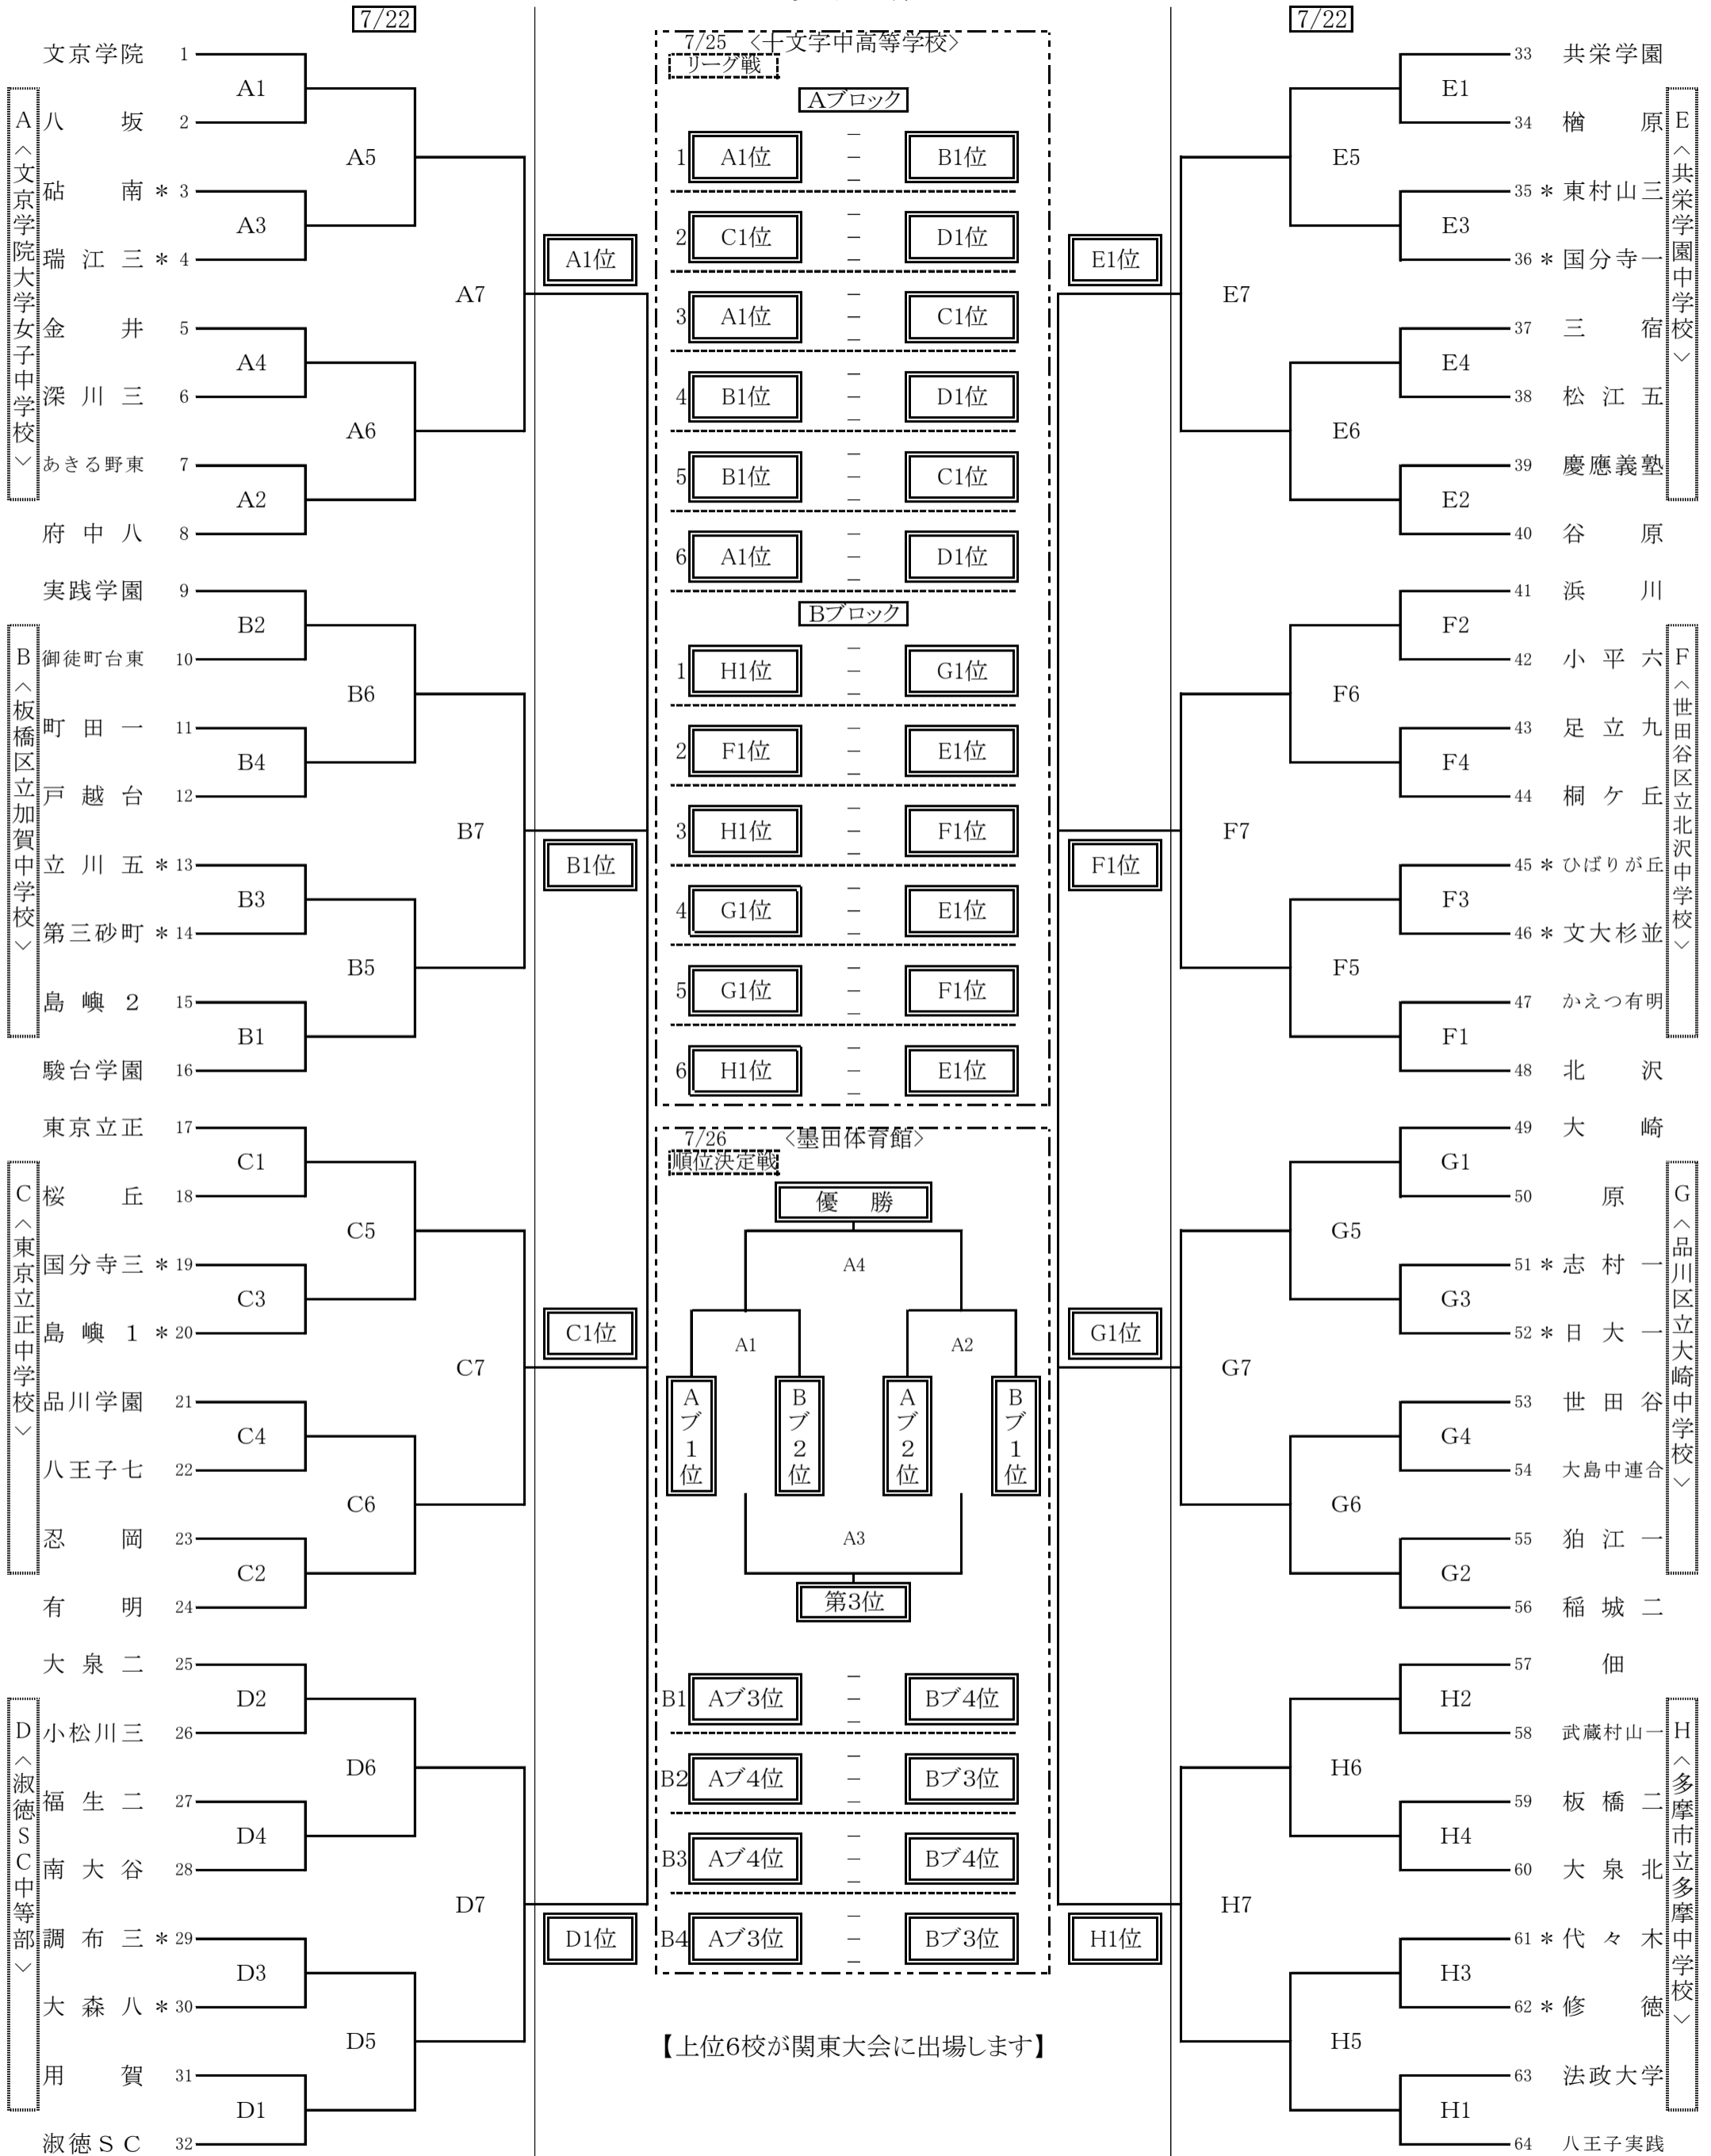 7/22
文京学院 1
八坂 2
砧南 * 3
瑞江三 * 4
金井 5
深川三 6
あきる野東 7
府中八 8
A1
A3
A4
A2
A5
A6
A7
A1位
A〈文京学院大学女子中学校〉
実践学園 9
御徒町台東 10
町田一 11
戸越台 12
立川五 * 13
第三砂町 * 14
島嶼2 15
駿台学園 16
B2
B4
B3
B1
B6
B5
B7
B1位
B〈板橋区立加賀中学校〉
東京立正 17
桜丘 18
国分寺三 * 19
島嶼1 * 20
品川学園 21
八王子七 22
忍岡 23
有明 24
C1
C3
C4
C2
C5
C6
C7
C1位
C〈東京立正中学校〉
大泉二 25
小松川三 26
福生二 27
南大谷 28
調布三 * 29
大森八 * 30
用賀 31
淑徳SC 32
D2
D4
D3
D1
D6
D5
D7
D1位
D〈淑徳SC中等部〉
7/25 〈十文字中高等学校〉
リーグ戦
Aブロック
1 A1位 B1位
2 C1位 D1位
3 A1位 C1位
4 B1位 D1位
5 B1位 C1位
6 A1位 D1位
Bブロック
1 H1位 G1位
2 F1位 E1位
3 H1位 F1位
4 G1位 E1位
5 G1位 F1位
6 H1位 E1位
7/26 〈墨田体育館〉
順位決定戦
優勝
A4
A1 A2
Aブ1位 Bブ2位 Aブ2位 Bブ1位
A3
第3位
B1 Aブ3位 Bブ4位
B2 Aブ4位 Bブ3位
B3 Aブ4位 Bブ4位
B4 Aブ3位 Bブ3位
【上位6校が関東大会に出場します】
7/22
33 共栄学園
34 楢原
35 * 東村山三
36 * 国分寺一
37 三宿
38 松江五
39 慶應義塾
40 谷原
E1
E3
E4
E2
E5
E6
E7
E1位
E〈共栄学園中学校〉
41 浜川
42 小平六
43 足立九
44 桐ケ丘
45 * ひばりが丘
46 * 文大杉並
47 かえつ有明
48 北沢
F2
F4
F3
F1
F6
F5
F7
F1位
F〈世田谷区立北沢中学校〉
49 大崎
50 原
51 * 志村一
52 * 日大一
53 世田谷
54 大島中連合
55 狛江一
56 稲城二
G1
G3
G4
G2
G5
G6
G7
G1位
G〈品川区立大崎中学校〉
57 佃
58 武蔵村山一
59 板橋二
60 大泉北
61 * 代々木
62 * 修徳
63 法政大学
64 八王子実践
H2
H4
H3
H1
H6
H5
H7
H1位
H〈多摩市立多摩中学校〉